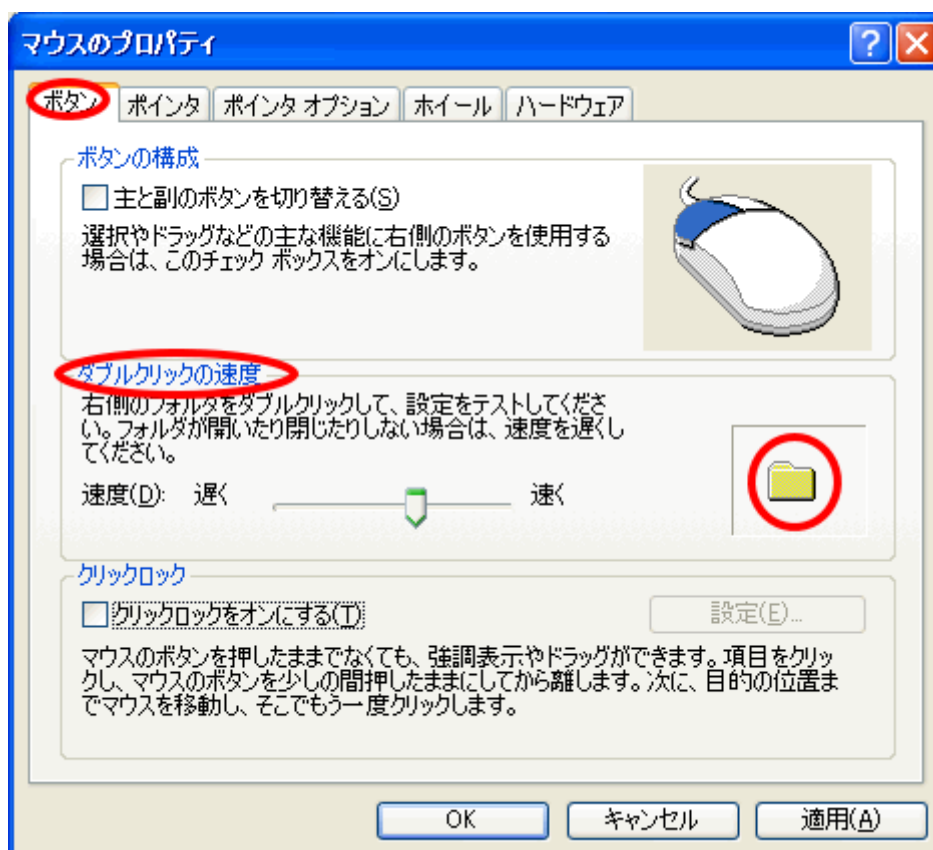 マウスのプロパティ
ボタン ポインタ ポインタ オプション ホイール ハードウェア
ボタンの構成
主と副のボタンを切り替える(S)
選択やドラッグなどの主な機能に右側のボタンを使用する
場合は、このチェック ボックスをオンにします。
ダブルクリックの速度
右側のフォルダをダブルクリックして、設定をテストしてくださ
い。フォルダが開いたり閉じたりしない場合は、速度を遅くし
てください。
速度(D): 遅く 速く
クリックロック
クリックロックをオンにする(T) 設定(E)...
マウスのボタンを押したままでなくても、強調表示やドラッグができます。項目をクリッ
クし、マウスのボタンを少しの間押したままにしてから離します。次に、目的の位置ま
でマウスを移動し、そこでもう一度クリックします。
OK キャンセル 適用(A)